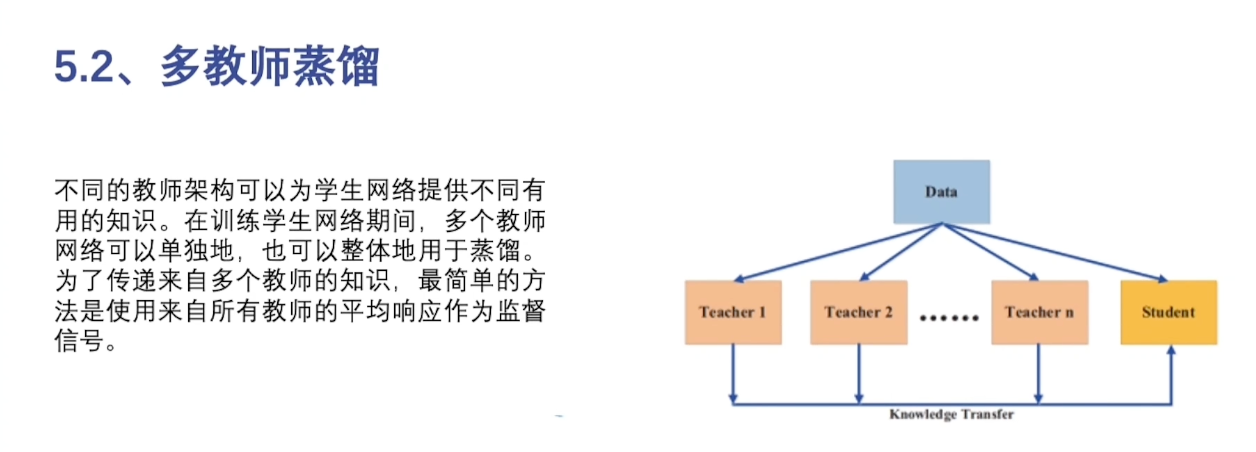 5.2、多教师蒸馏
不同的教师架构可以为学生网络提供不同有
用的知识。在训练学生网络期间，多个教师
网络可以单独地，也可以整体地用于蒸馏。
为了传递来自多个教师的知识，最简单的方
法是使用来自所有教师的平均响应作为监督
信号。
Data
Teacher 1
Teacher 2
......
Teacher n
Student
Knowledge Transfer